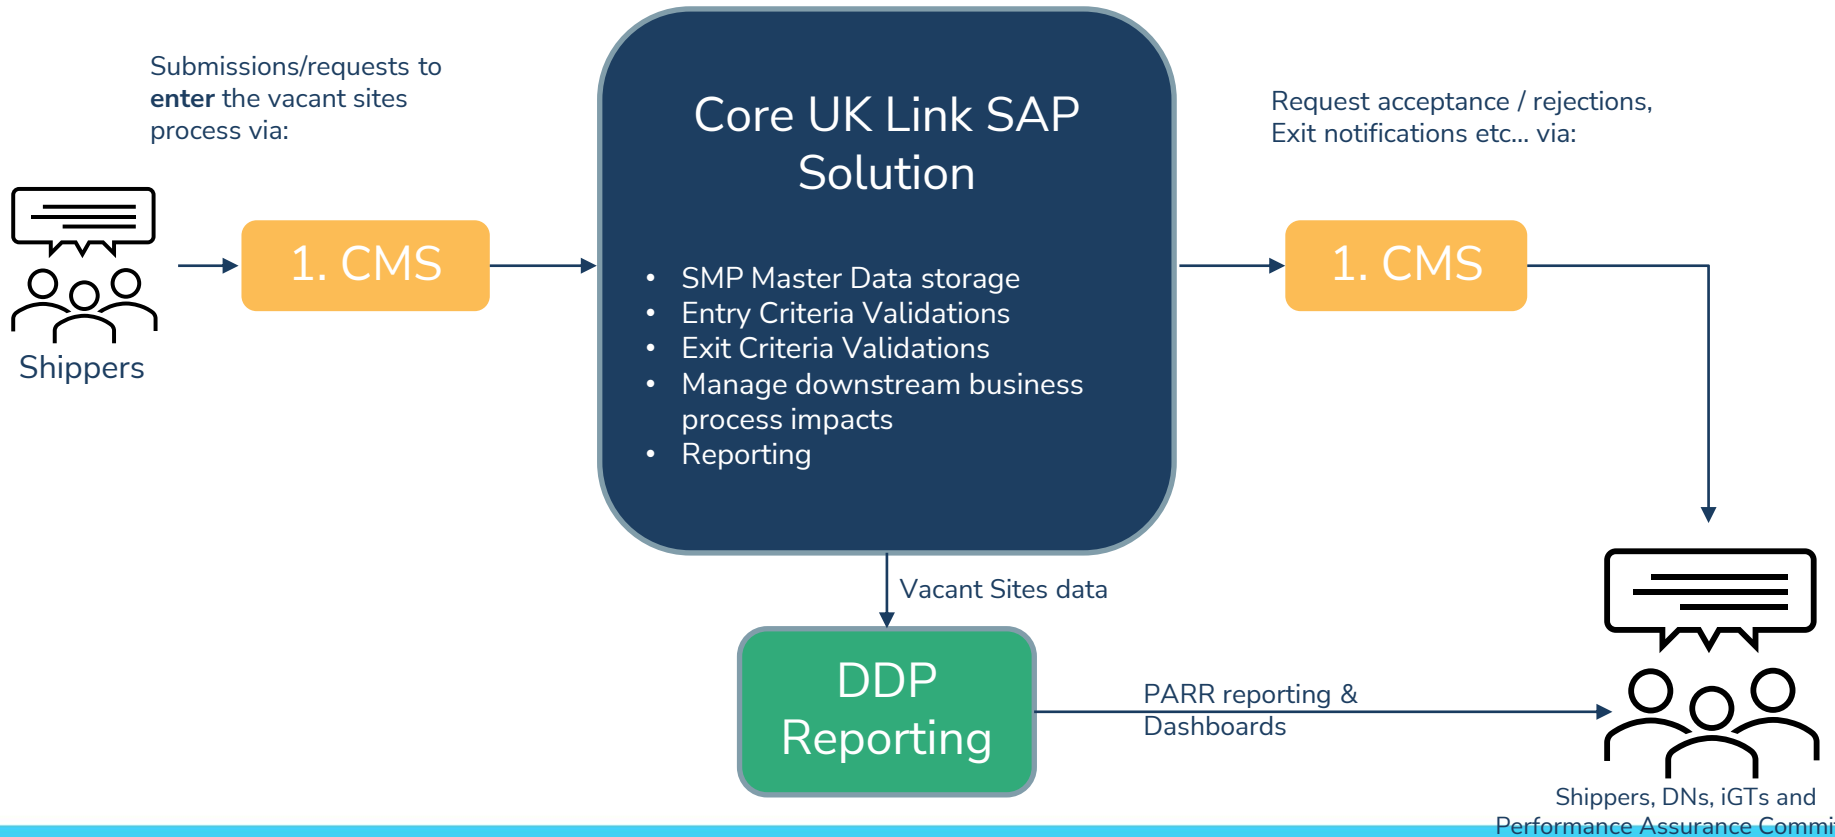 Submissions/requests to
enter the vacant sites
process via:
Shippers
1. CMS
Core UK Link SAP
Solution
• SMP Master Data storage
• Entry Criteria Validations
• Exit Criteria Validations
• Manage downstream business
process impacts
• Reporting
Request acceptance / rejections,
Exit notifications etc... via:
1. CMS
Vacant Sites data
DDP
Reporting
PARR reporting &
Dashboards
Shippers, DNs, iGTs and
Performance Assurance Commit